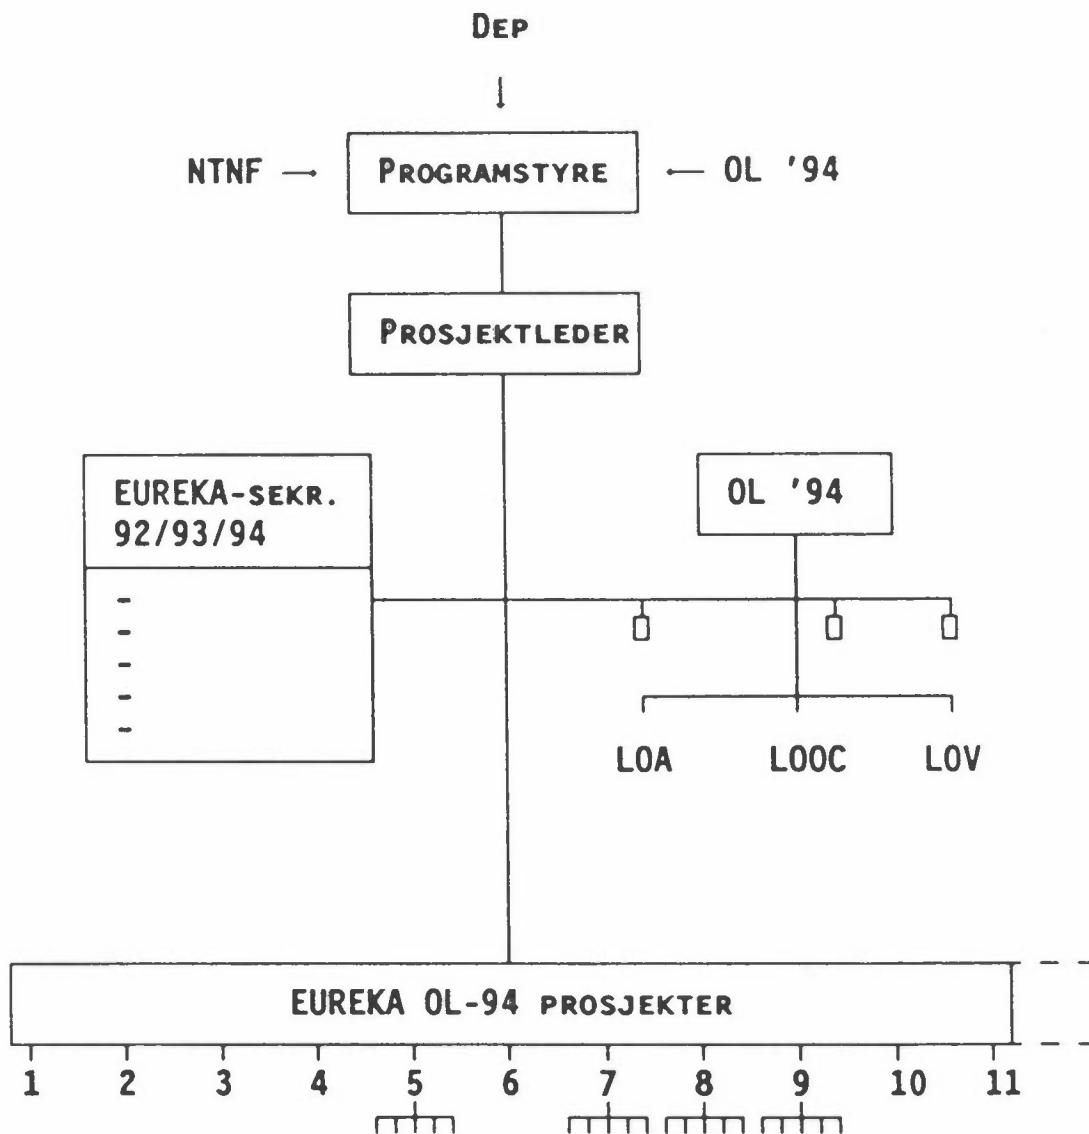 DEP
NTNF → PROGRAMSTYRE ← OL '94
PROSJEKTLEDER
EUREKA-SEKR.
92/93/94
OL '94
-
-
-
-
-
LOA LOOC LOV
EUREKA OL-94 PROSJEKTER
1 2 3 4 5 6 7 8 9 10 11